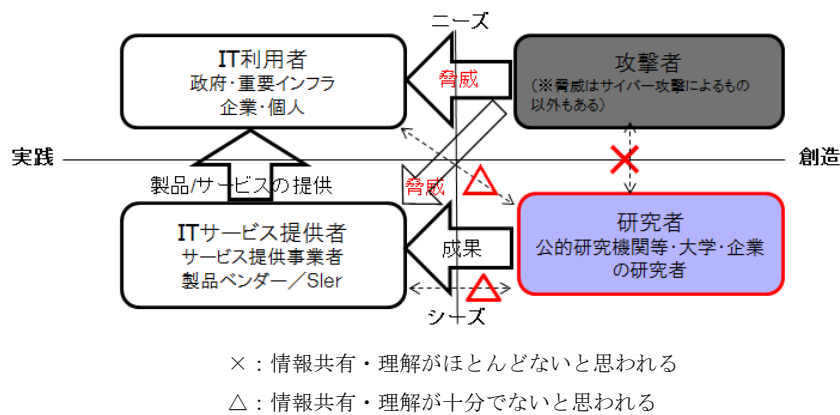 ニーズ
IT利用者
政府・重要インフラ
企業・個人
脅威
攻撃者
(※脅威はサイバー攻撃によるもの
以外もある)
実践
創造
製品/サービスの提供
脅威
△
×
ITサービス提供者
サービス提供事業者
製品ベンダー／SIer
成果
研究者
公的研究機関等・大学・企業
の研究者
△
シーズ
×：情報共有・理解がほとんどないと思われる
△：情報共有・理解が十分でないと思われる